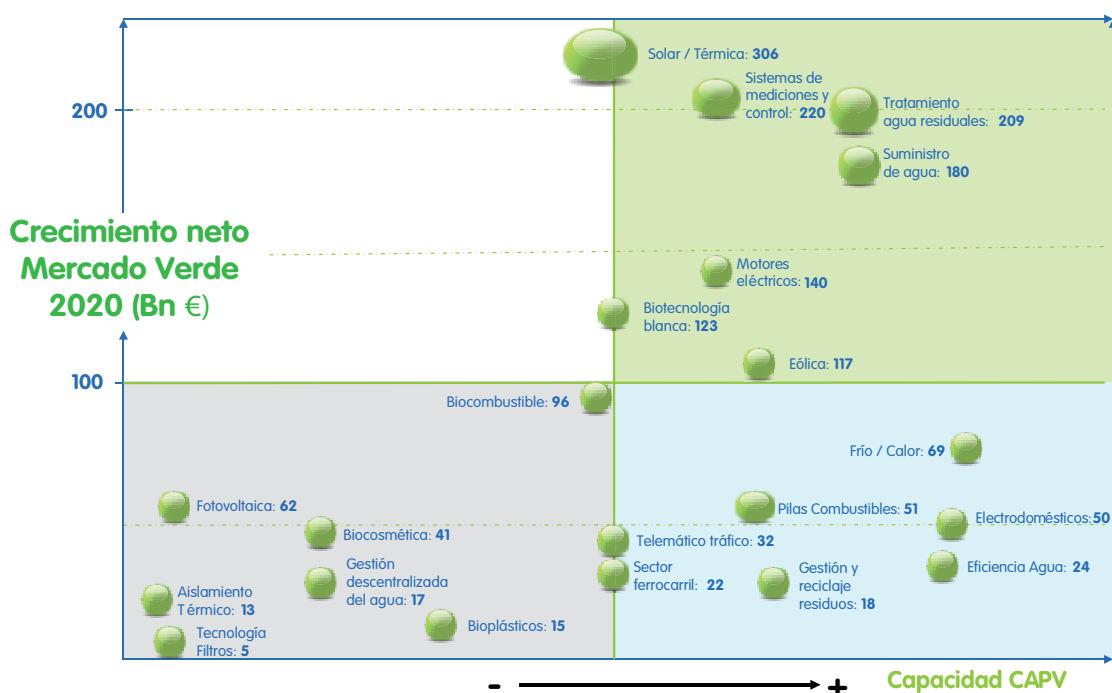 Solar / Térmica: 306
Sistemas de
mediciones y
control: 220
200
Tratamiento
agua residuales: 209
Suministro
de agua: 180
Crecimiento neto
Mercado Verde
2020 (Bn €)
Motores
eléctricos: 140
Biotecnología
blanca: 123
Eólica: 117
100
Biocombustible: 96
Frío / Calor: 69
Fotovoltaica: 62
Pilas Combustibles: 51
Electrodomésticos: 50
Biocosmética: 41
Telemático tráfico: 32
Gestión
descentralizada
del agua: 17
Sector
ferrocarril: 22
Gestión y
reciclaje
residuos: 18
Eficiencia Agua: 24
Aislamiento
Térmico: 13
Bioplásticos: 15
Tecnología
Filtros: 5
- +
Capacidad CAPV